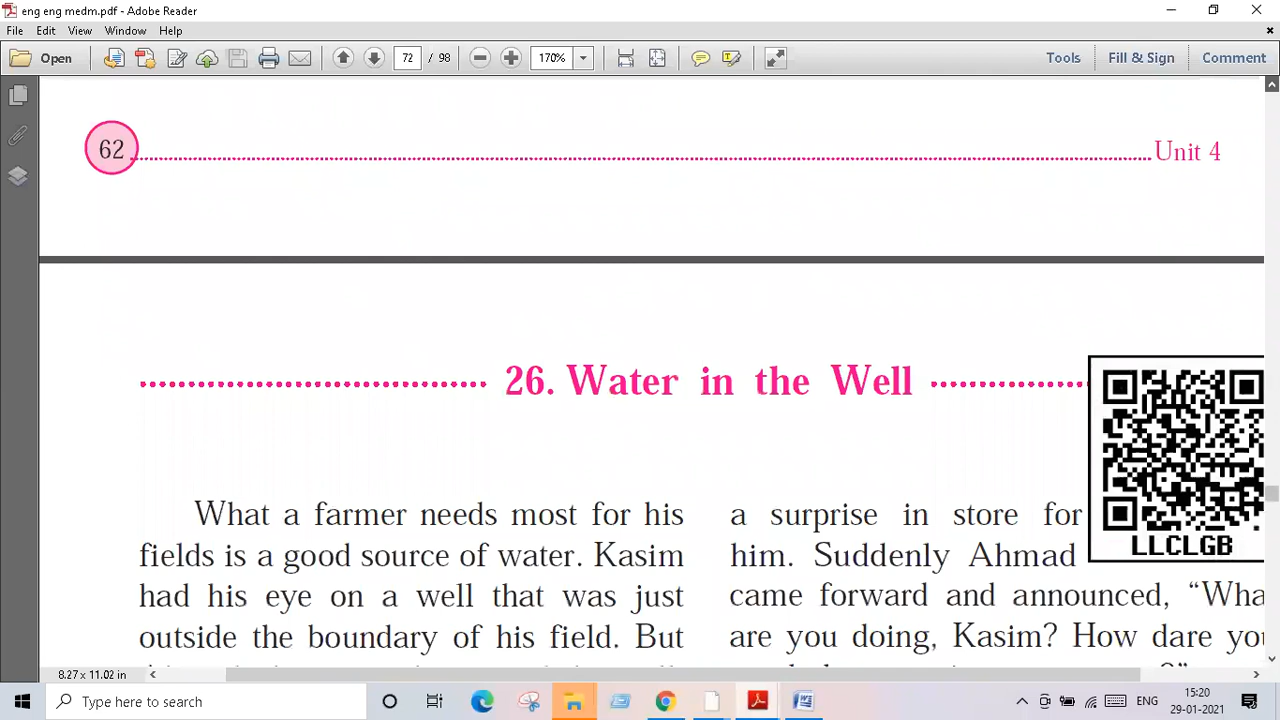 eng eng medm.pdf - Adobe Reader
File Edit View Window Help
Open 72 / 98 170% Tools Fill & Sign Comment
62 Unit 4
26. Water in the Well
LLCLGB
What a farmer needs most for his
fields is a good source of water. Kasim
had his eye on a well that was just
outside the boundary of his field. But
a surprise in store for
him. Suddenly Ahmad
came forward and announced, “Wha
are you doing, Kasim? How dare you
8.27 x 11.02 in
Type here to search
ENG 15:20
29-01-2021